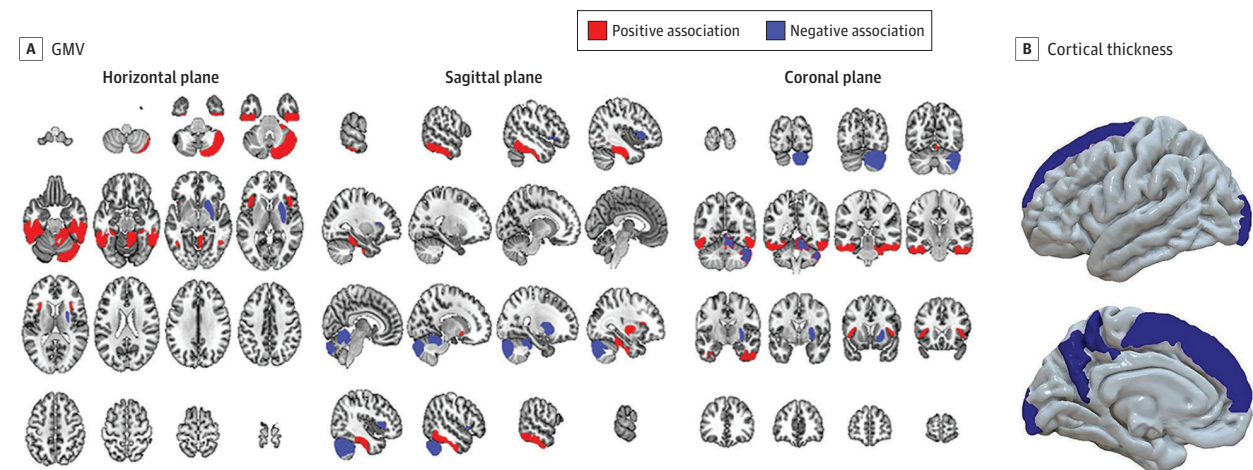 Positive association
Negative association
A GMV
B Cortical thickness
Horizontal plane
Sagittal plane
Coronal plane